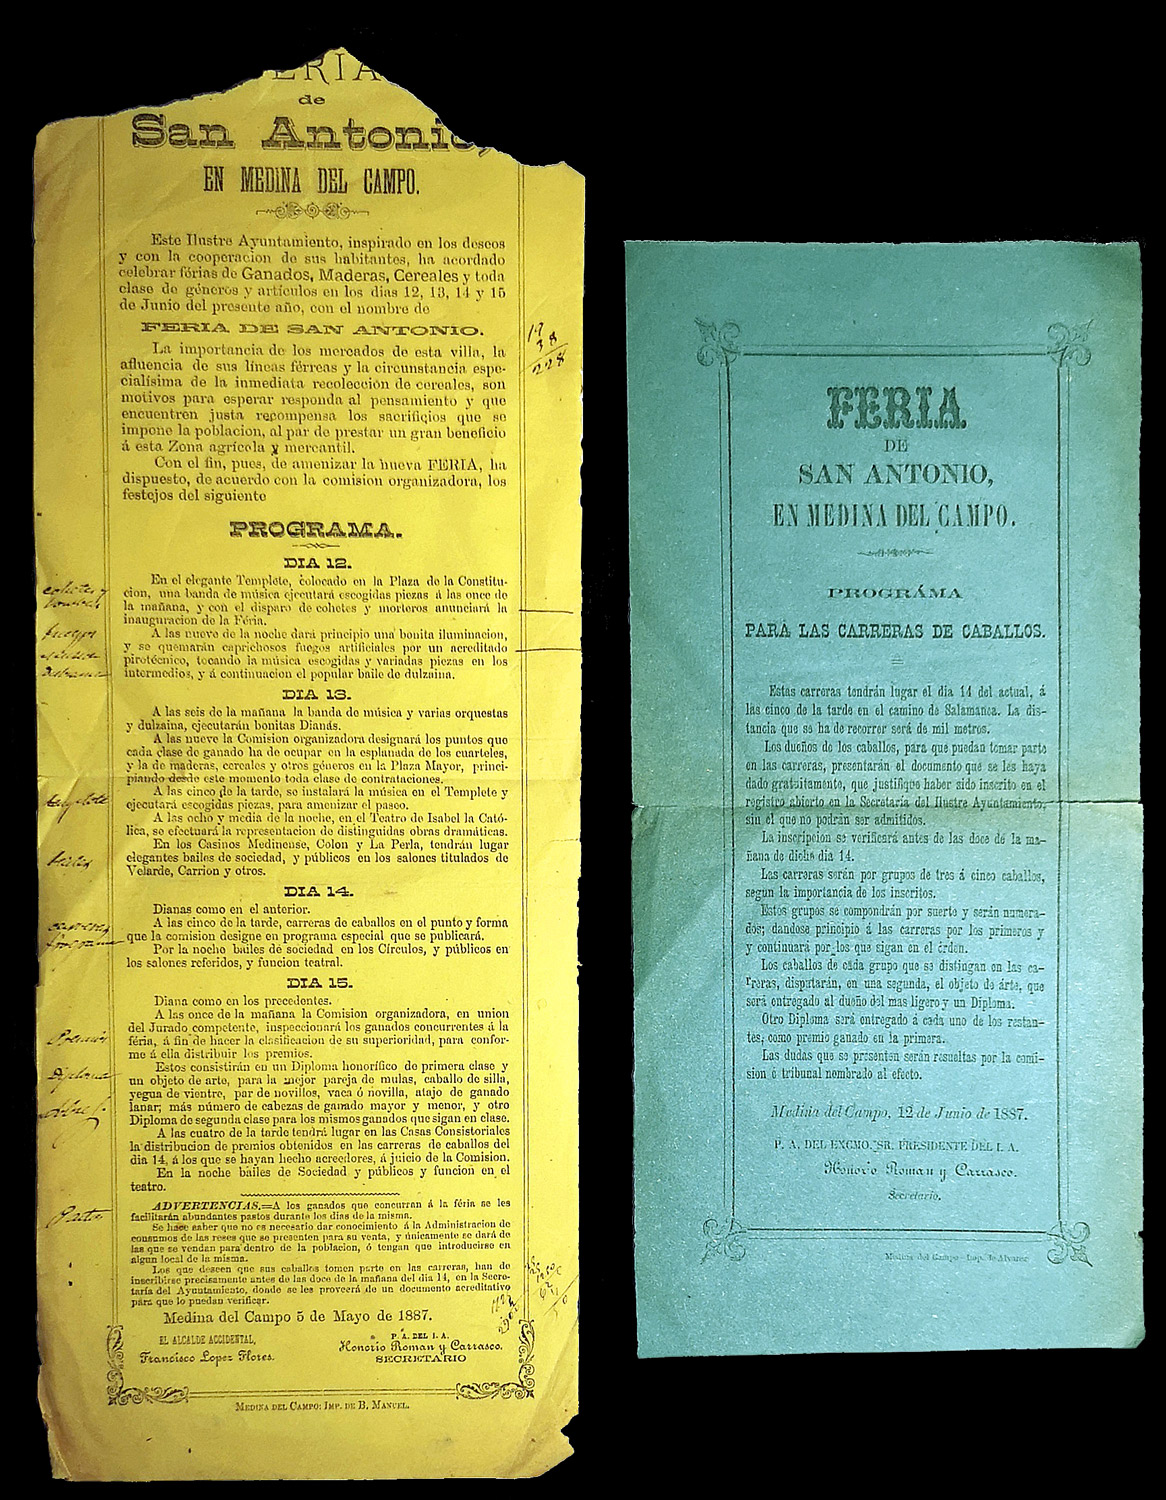 FERIA
de
San Antonio,
EN MEDINA DEL CAMPO.
Este Ilustre Ayuntamiento, inspirado en los deseos
y con la cooperacion de sus habitantes, ha acordado
celebrar férias de Ganados, Maderas, Cereales y toda
clase de géneros y artículos en los dias 12, 13, 14 y 15
de Junio del presente año, con el nombre de
FERIA DE SAN ANTONIO.
La importancia de los mercados de esta villa, la
afluencia de sus líneas férreas y la circunstancia espe-
cialísima de la inmediata recolección de cereales, son
motivos para esperar responda al pensamiento y que
encuentren justa recompensa los sacrificios que se
impone la poblacion, al par de prestar un gran beneficio
á esta Zona agrícola y mercantil.
Con el fin, pues, de amenizar la nueva FERIA, ha
dispuesto, de acuerdo con la comision organizadora, los
festejos del siguiente
PROGRAMA.
DIA 12.
En el elegante Templete, colocado en la Plaza de la Constitu-
cion, una banda de música ejecutará escogidas piezas á las once de
la mañana, y con el disparo de cohetes y morteros anunciará la
inauguracion de la Féria.
A las nueve de la noche dará principio una bonita iluminacion,
y se quemarán caprichosos fuegos artificiales por un acreditado
pirotécnico, tocando la música escogidas y variadas piezas en los
intermedios, y á continuacion el popular baile de dulzaina.
DIA 13.
A las seis de la mañana la banda de música y varias orquestas
y dulzaina, ejecutarán bonitas Dianás.
A las nueve la Comision organizadora designará los puntos que
cada clase de ganado ha de ocupar en la esplanada de los cuarteles,
y la de maderas, cereales y otros géneros en la Plaza Mayor, princi-
piando desde este momento toda clase de contrataciones.
A las cinco de la tarde, se instalará la música en el Templete y
ejecutará escogidas piezas, para amenizar el paseo.
A las ocho y media de la noche, en el Teatro de Isabel la Cató-
lica, se efectuará la representacion de distinguidas obras dramáticas.
En los Casinos Medinense, Colon y La Perla, tendrán lugar
elegantes bailes de sociedad, y públicos en los salones titulados de
Velarde, Carrion y otros.
DIA 14.
Dianas como en el anterior.
A las cinco de la tarde, carreras de caballos en el punto y forma
que la comision designe en programa especial que se publicará.
Por la noche bailes de sociedad en los Círculos, y públicos en
los salones referidos, y funcion teatral.
DIA 15.
Diana como en los precedentes.
A las once de la mañana la Comision organizadora, en union
del Jurado competente, inspeccionará los ganados concurrentes á la
féria, á fin de hacer la clasificacion de su superioridad, para confor-
me á ella distribuir los premios.
Estos consistirán en un Diploma honorífico de primera clase y
un objeto de arte, para la mejor pareja de mulas, caballo de silla,
yegua de vientre, par de novillos, vaca ó novilla, atajo de ganado
lanar; más número de cabezas de ganado mayor y menor, y otro
Diploma de segunda clase para los mismos ganados que sigan en clase.
A las cuatro de la tarde tendrá lugar en las Casas Consistoriales
la distribucion de premios obtenidos en las carreras de caballos del
dia 14, á los que se hayan hecho acreedores, á juicio de la Comision.
En la noche bailes de Sociedad y públicos y funcion en el
teatro.
ADVERTENCIAS.=A los ganados que concurran á la féria se les
facilitarán abundantes pastos durante los dias de la misma.
Se hace saber que no es necesario dar conocimiento á la Administracion de
consumos de las reses que se presenten para su venta, y únicamente se dará de
las que se vendan para dentro de la poblacion, ó tengan que introducirse en
algun local de la misma.
Los que deseen que sus caballos tomen parte en las carreras, han de
inscribirse precisamente antes de las doce de la mañana del dia 14, en la Secre-
taría del Ayuntamiento, donde se les proveerá de un documento acreditativo
para que lo puedan verificar.
Medina del Campo 5 de Mayo de 1887.
EL ALCALDE ACCIDENTAL,
Francisco Lopez Flores.
P. A. DEL I. A.
Honorio Roman y Carrasco.
SECRETARIO
MEDINA DEL CAMPO: IMP. DE B. MANUEL.
228
Premios
Diploma
Pastos
FERIA
DE
SAN ANTONIO,
EN MEDINA DEL CAMPO.
PROGRÁMA
PARA LAS CARRERAS DE CABALLOS.
Estas carreras tendrán lugar el dia 14 del actual, á
las cinco de la tarde en el camino de Salamanca. La dis-
tancia que se ha de recorrer será de mil metros.
Los dueños de los caballos, para que puedan tomar parte
en las carreras, presentarán el documento que se les haya
dado gratuitamente, que justifique haber sido inscrito en el
registro abierto en la Secretaría del Ilustre Ayuntamiento,
sin el que no podrán ser admitidos.
La inscripcion se verificará antes de las doce de la ma-
ñana de dicho dia 14.
Las carreras serán por grupos de tres á cinco caballos,
segun la importancia de los inscritos.
Estos grupos se compondrán por suerte y serán numera-
dos; dandose principio á las carreras por los primeros y
y continuará por los que sigan en el órden.
Los caballos de cada grupo que se distingan en las ca-
rreras, disputarán, en una segunda, el objeto de arte, que
será entregado al dueño del mas ligero y un Diploma.
Otro Diploma será entregado á cada uno de los restan-
tes, como premio ganado en la primera.
Las dudas que se presenten serán resueltas por la comi-
sion ó tribunal nombrado al efecto.
Medina del Campo, 12 de Junio de 1887.
P. A. DEL EXCMO. SR. PRESIDENTE DEL I. A.
Honorio Roman y Carrasco.
Secretario.
Medina del Campo—Imp. de Alvarez